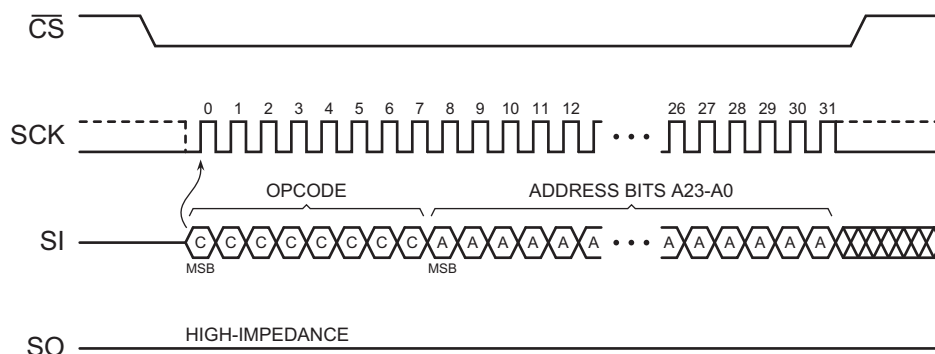 CS
0 1 2 3 4 5 6 7 8 9 10 11 12 26 27 28 29 30 31
SCK
OPCODE ADDRESS BITS A23-A0
SI C C C C C C C C A A A A A A A A A A A A
MSB MSB
HIGH-IMPEDANCE
SO